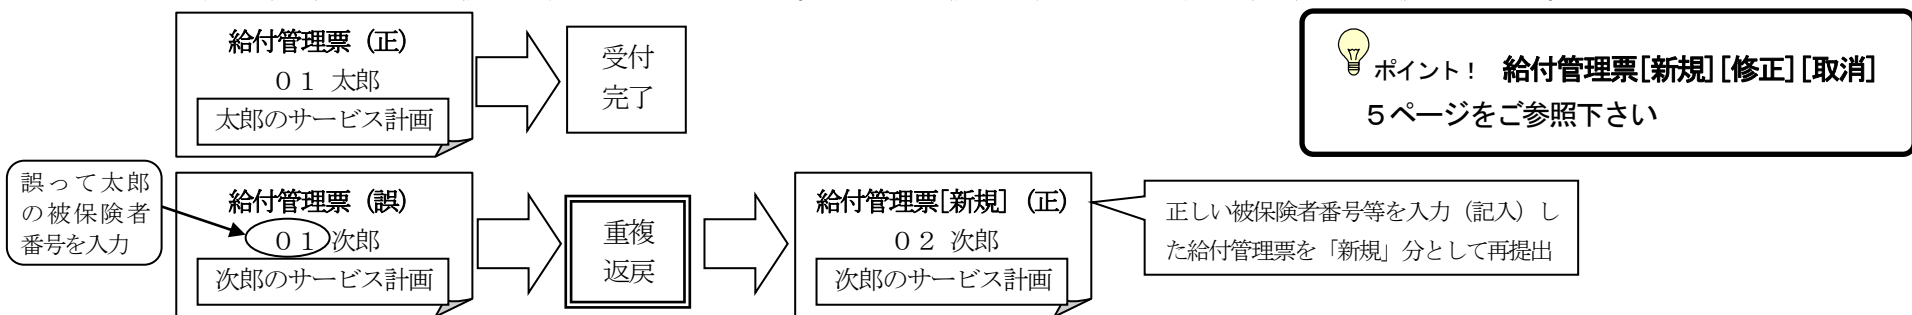 給付管理票（正）
０１ 太郎
太郎のサービス計画
受付
完了
ポイント！ 給付管理票[新規][修正][取消]
５ページをご参照下さい
誤って太郎
の被保険者
番号を入力
給付管理票（誤）
０１ 次郎
次郎のサービス計画
重複
返戻
給付管理票[新規]（正）
０２ 次郎
次郎のサービス計画
正しい被保険者番号等を入力（記入）し
た給付管理票を「新規」分として再提出